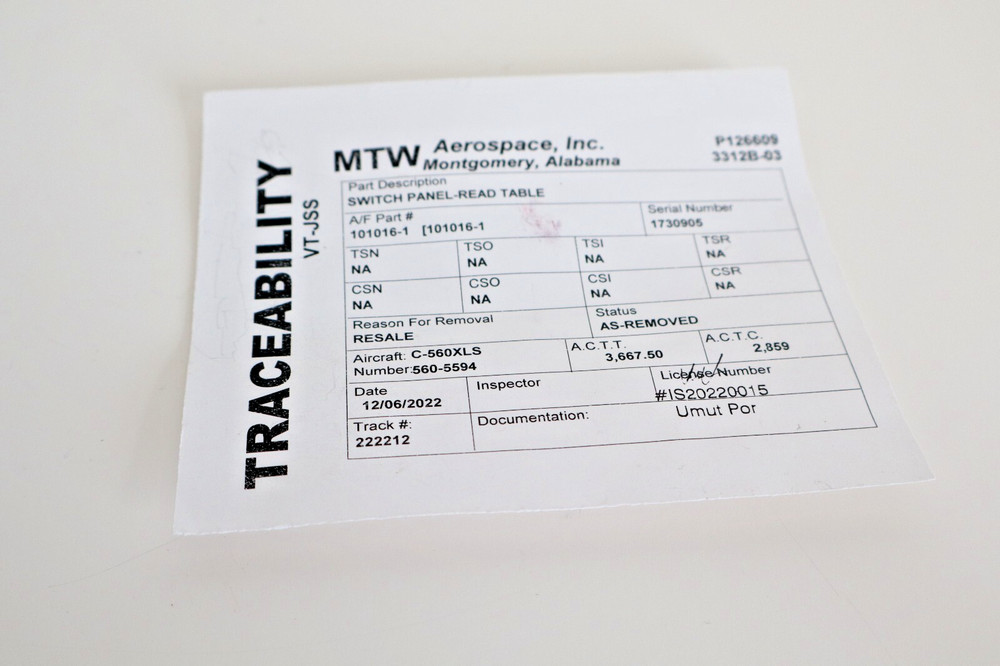 TRACEABILITY
VT-JSS
MTW Aerospace, Inc.
Montgomery, Alabama
P126609
3312B-03
Part Description
SWITCH PANEL-READ TABLE
A/F Part #
101016-1 [101016-1
Serial Number
1730905
TSN
NA
TSO
NA
TSI
NA
TSR
NA
CSN
NA
CSO
NA
CSI
NA
CSR
NA
Reason For Removal
RESALE
Status
AS-REMOVED
Aircraft: C-560XLS
Number:560-5594
A.C.T.T.
3,667.50
A.C.T.C.
2,859
Date
12/06/2022
Inspector
License Number
#IS20220015
Umut Por
Track #:
222212
Documentation: